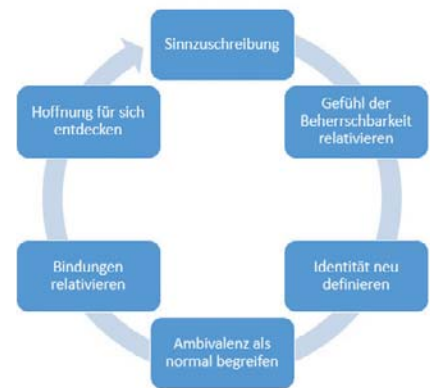 Sinnzuschreibung
Gefühl der
Beherrschbarkeit
relativieren
Identität neu
definieren
Ambivalenz als
normal begreifen
Bindungen
relativieren
Hoffnung für sich
entdecken